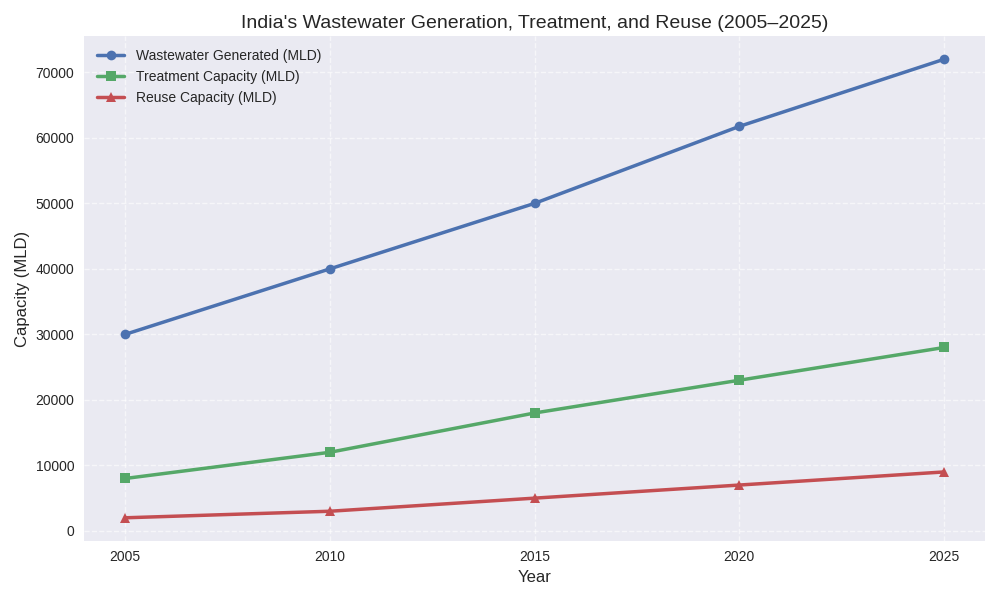 India's Wastewater Generation, Treatment, and Reuse (2005–2025)
Wastewater Generated (MLD)
Treatment Capacity (MLD)
Reuse Capacity (MLD)
Capacity (MLD)
70000
60000
50000
40000
30000
20000
10000
0
2005 2010 2015 2020 2025
Year